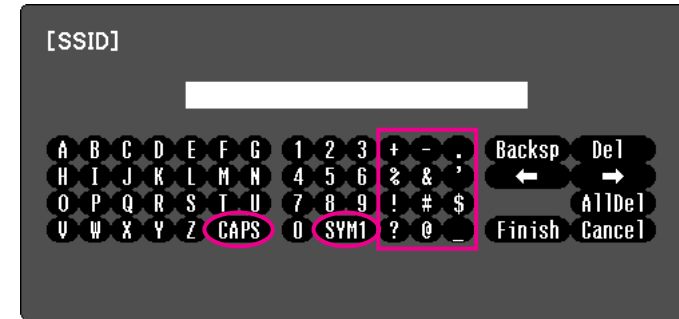 [SSID]
A B C D E F G 1 2 3 + - . Backsp Del
H I J K L M N 4 5 6 % & ' ← →
O P Q R S T U 7 8 9 ! # $ AllDel
V W X Y Z CAPS 0 SYM1 ? @ _ Finish Cancel